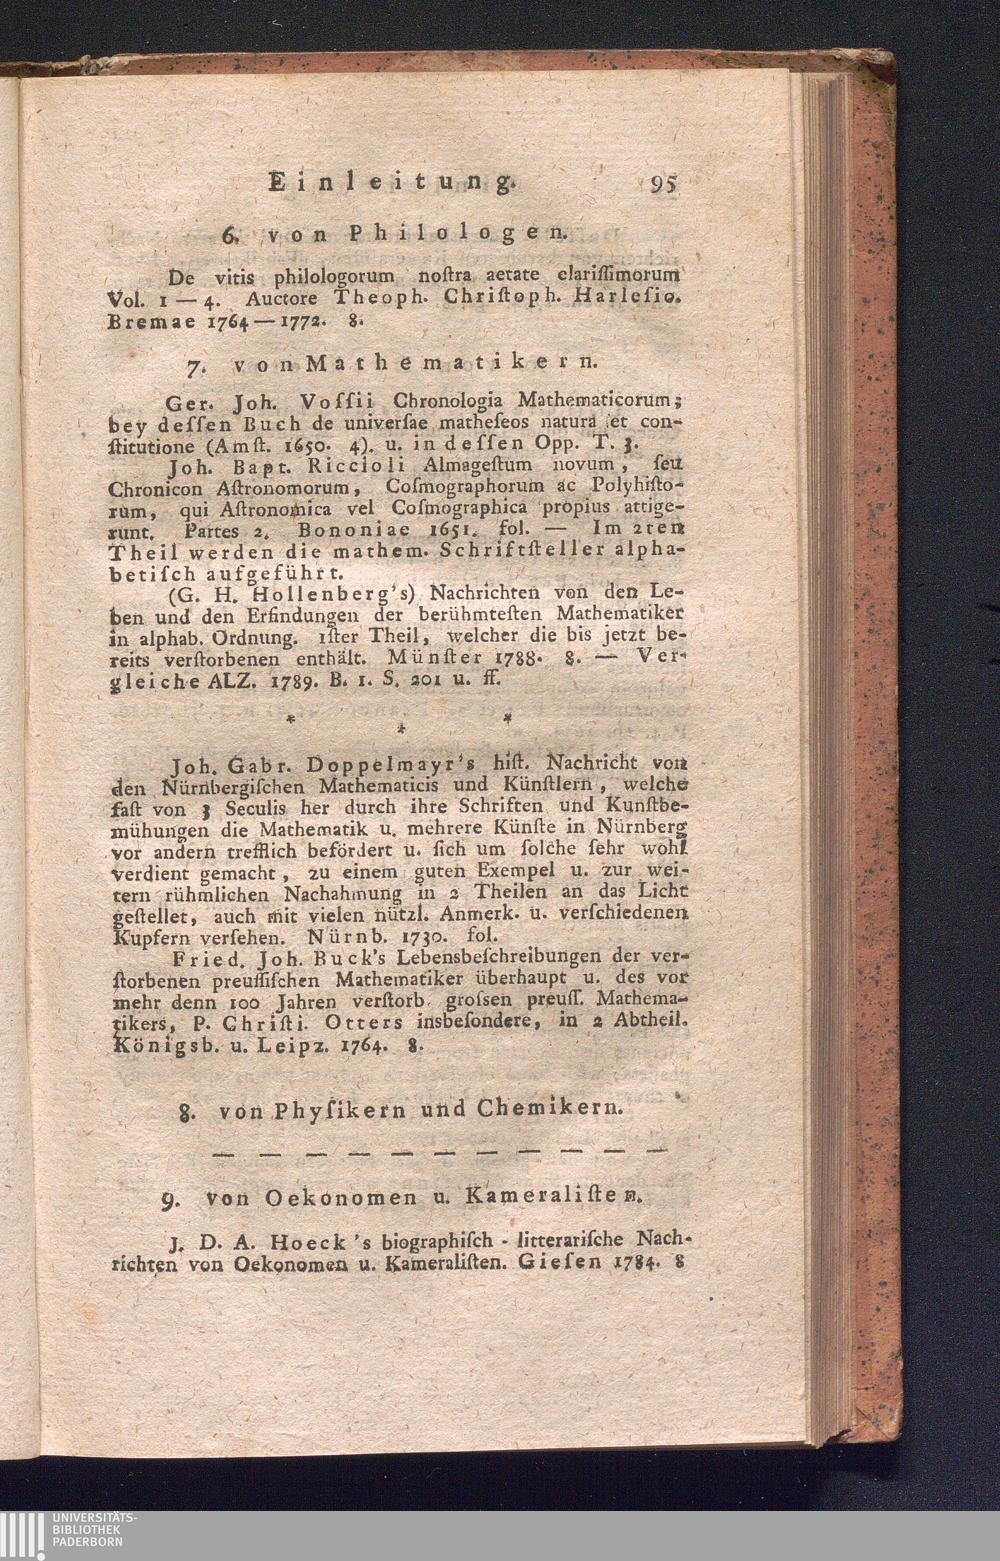 Einleitung. 95
6. von Philologen.
De vitis philologorum noſtra aetate clariſſimorum
Vol. 1 — 4. Auctore Theoph. Chriſtoph. Harleſio.
Bremae 1764 — 1772. 8.
7. von Mathematikern.
Ger. Joh. Voſſii Chronologia Mathematicorum;
bey deſſen Buch de univerſae matheſeos natura et con-
ſtitutione (Amſt. 1650. 4). u. in deſſen Opp. T. 3.
Joh. Bapt. Riccioli Almageſtum novum, ſeu
Chronicon Aſtronomorum, Coſmographorum ac Polyhiſto-
rum, qui Aſtronomica vel Coſmographica propius attige-
runt. Partes 2. Bononiae 1651. fol. — Im 2ten
Theil werden die mathem. Schriftſteller alpha-
betiſch aufgeführt.
(G. H. Hollenberg's) Nachrichten von den Le-
ben und den Erfindungen der berühmteſten Mathematiker
in alphab. Ordnung. 1ſter Theil, welcher die bis jetzt be-
reits verſtorbenen enthält. Münſter 1788. 8. — Ver-
gleiche ALZ. 1789. B. 1. S. 201 u. ff.
* * *
Joh. Gabr. Doppelmayr's hiſt. Nachricht von
den Nürnbergiſchen Mathematicis und Künſtlern, welche
faſt von 3 Seculis her durch ihre Schriften und Kunſtbe-
mühungen die Mathematik u. mehrere Künſte in Nürnberg
vor andern trefflich befördert u. ſich um ſolche ſehr wohl
verdient gemacht, zu einem guten Exempel u. zur wei-
tern rühmlichen Nachahmung in 2 Theilen an das Licht
geſtellet, auch mit vielen nützl. Anmerk. u. verſchiedenen
Kupfern verſehen. Nürnb. 1730. fol.
Fried. Joh. Buck's Lebensbeſchreibungen der ver-
ſtorbenen preuſſiſchen Mathematiker überhaupt u. des vor
mehr denn 100 Jahren verſtorb. groſsen preuſſ. Mathema-
tikers, P. Chriſti. Otters insbeſondere, in 2 Abtheil.
Königsb. u. Leipz. 1764. 8.
8. von Phyſikern und Chemikern.
— — — — — — — — — — —
9. von Oekonomen u. Kameraliſten.
J. D. A. Hoeck's biographiſch-litterariſche Nach-
richten von Oekonomen u. Kameraliſten. Gieſen 1784. 8
UNIVERSITÄTS-
BIBLIOTHEK
PADERBORN